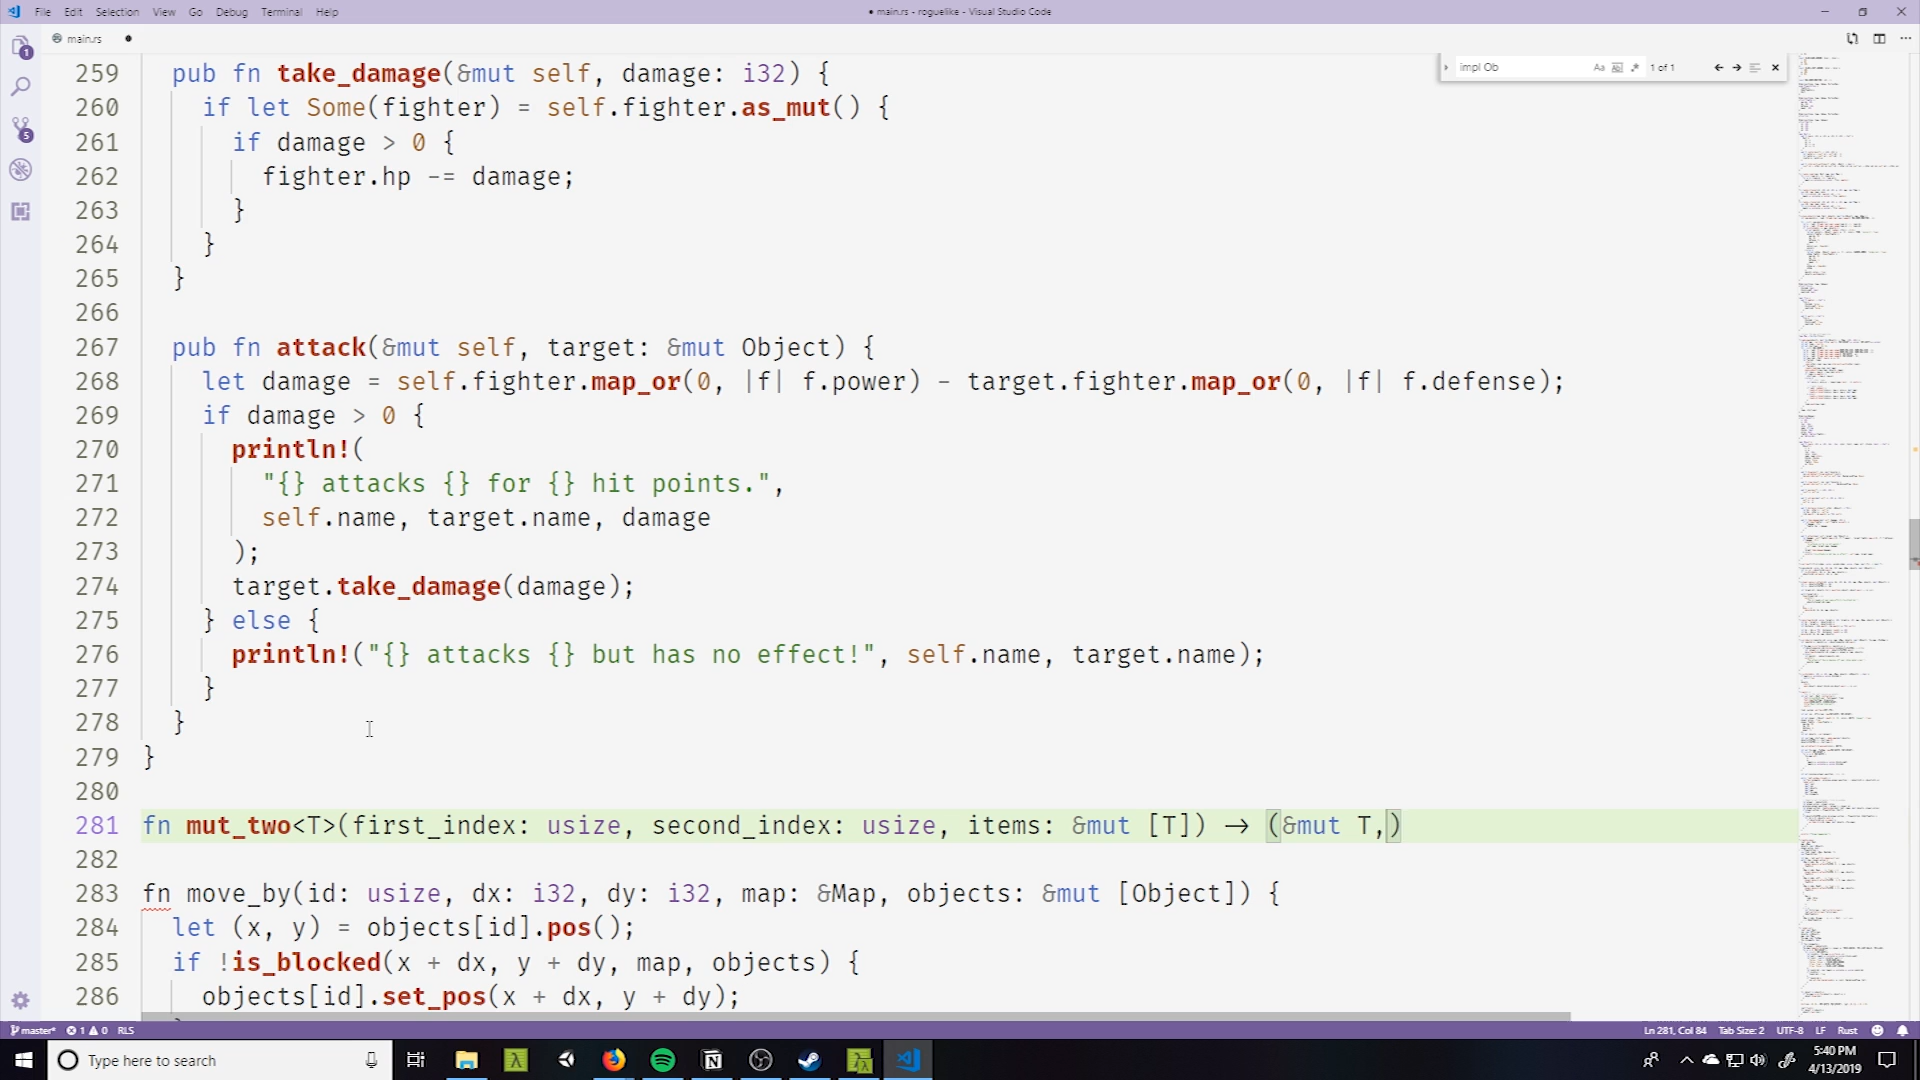 File Edit Selection View Go Debug Terminal Help
● main.rs - roguelike - Visual Studio Code
main.rs ●
impl Ob Aa Ab| .* 1 of 1
1
5
259 pub fn take_damage(&mut self, damage: i32) {
260 if let Some(fighter) = self.fighter.as_mut() {
261 if damage > 0 {
262 fighter.hp -= damage;
263 }
264 }
265 }
266
267 pub fn attack(&mut self, target: &mut Object) {
268 let damage = self.fighter.map_or(0, |f| f.power) - target.fighter.map_or(0, |f| f.defense);
269 if damage > 0 {
270 println!(
271 "{} attacks {} for {} hit points.",
272 self.name, target.name, damage
273 );
274 target.take_damage(damage);
275 } else {
276 println!("{} attacks {} but has no effect!", self.name, target.name);
277 }
278 }
279 }
280
281 fn mut_two<T>(first_index: usize, second_index: usize, items: &mut [T]) → (&mut T,)
282
283 fn move_by(id: usize, dx: i32, dy: i32, map: &Map, objects: &mut [Object]) {
284 let (x, y) = objects[id].pos();
285 if !is_blocked(x + dx, y + dy, map, objects) {
286 objects[id].set_pos(x + dx, y + dy);
master* 1 0 RLS Ln 281, Col 84 Tab Size: 2 UTF-8 LF Rust
Type here to search
5:40 PM
4/13/2019